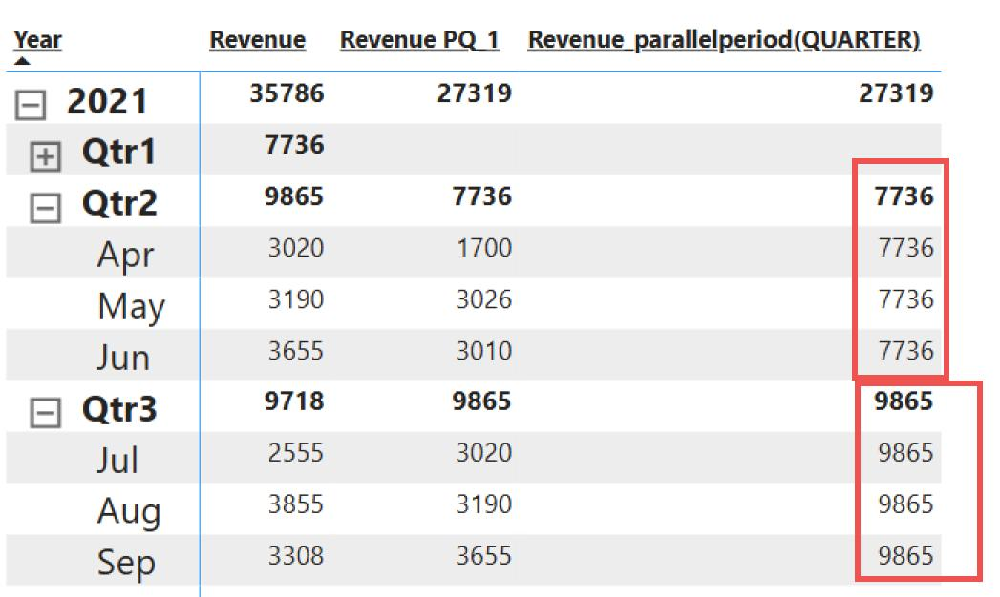 Year Revenue Revenue PQ_1 Revenue_parallelperiod(QUARTER)
2021 35786 27319 27319
Qtr1 7736
Qtr2 9865 7736 7736
Apr 3020 1700 7736
May 3190 3026 7736
Jun 3655 3010 7736
Qtr3 9718 9865 9865
Jul 2555 3020 9865
Aug 3855 3190 9865
Sep 3308 3655 9865